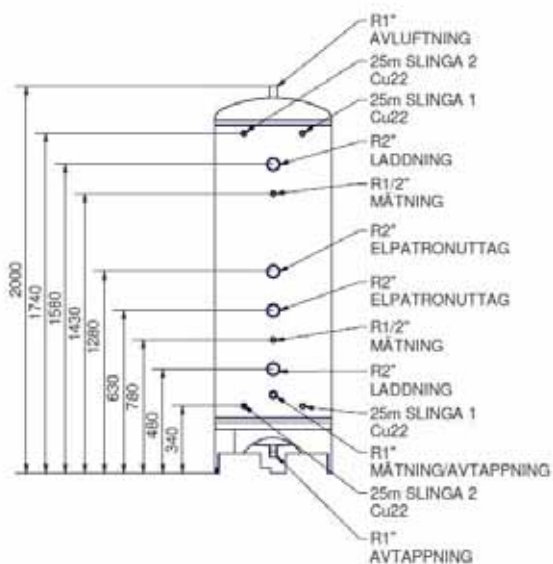 R1"
AVLUFTNING
25m SLINGA 2
Cu22
25m SLINGA 1
Cu22
R2"
LADDNING
R1/2"
MÄTNING
R2"
ELPATRONUTTAG
R2"
ELPATRONUTTAG
R1/2"
MÄTNING
R2"
LADDNING
25m SLINGA 1
Cu22
R1"
MÄTNING/AVTAPPNING
25m SLINGA 2
Cu22
R1"
AVTAPPNING
2000
1740
1580
1430
1280
630
780
480
340